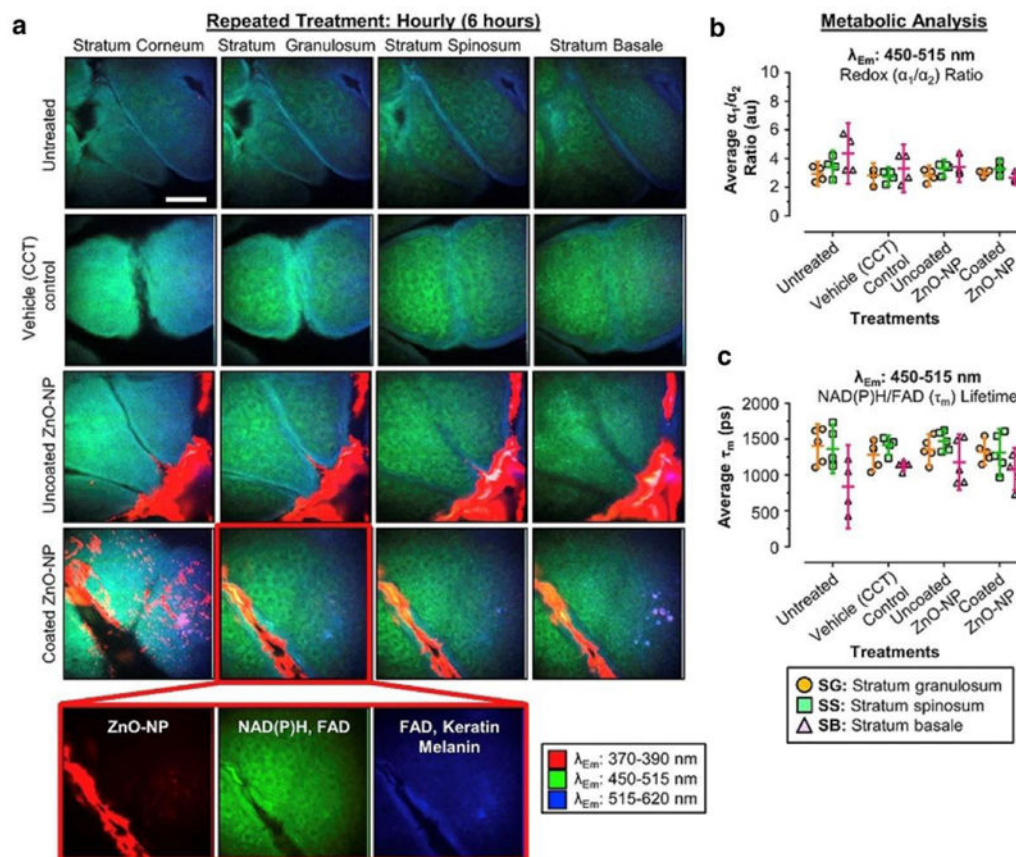 a
Repeated Treatment: Hourly (6 hours)
Stratum Corneum Stratum Granulosum Stratum Spinosum Stratum Basale
Untreated
Vehicle (CCT)
control
Uncoated ZnO-NP
Coated ZnO-NP
ZnO-NP
NAD(P)H, FAD
FAD, Keratin
Melanin
λEm: 370-390 nm
λEm: 450-515 nm
λEm: 515-620 nm
b
Metabolic Analysis
λEm: 450-515 nm
Redox (α1/α2) Ratio
Average α1/α2
Ratio (au)
10
8
6
4
2
0
Untreated
Vehicle (CCT)
Control
Uncoated
ZnO-NP
Coated
ZnO-NP
Treatments
c
λEm: 450-515 nm
NAD(P)H/FAD (τm) Lifetime
Average τm (ps)
2000
1500
1000
500
0
Untreated
Vehicle (CCT)
Control
Uncoated
ZnO-NP
Coated
ZnO-NP
Treatments
SG: Stratum granulosum
SS: Stratum spinosum
SB: Stratum basale